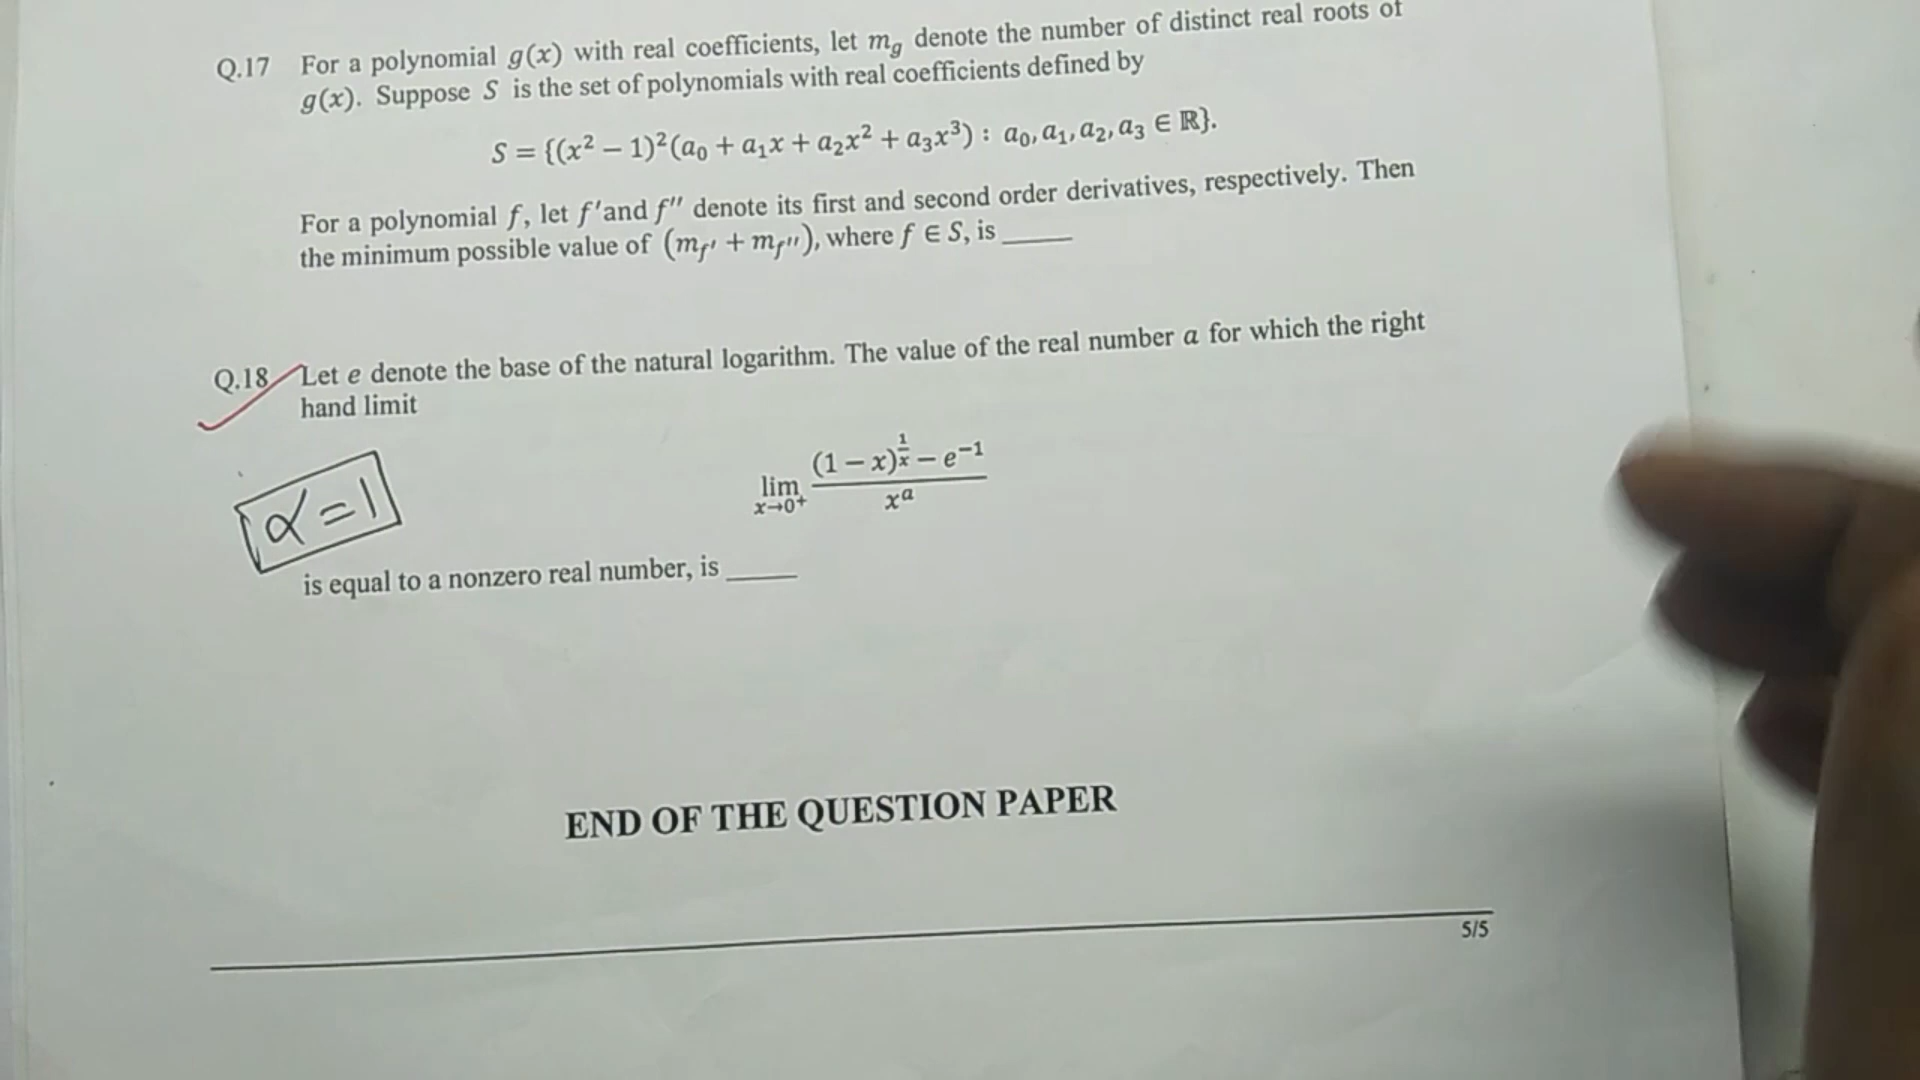 Q.17 For a polynomial g(x) with real coefficients, let m_g denote the number of distinct real roots of
g(x). Suppose S is the set of polynomials with real coefficients defined by
S = {(x² − 1)²(a₀ + a₁x + a₂x² + a₃x³) : a₀, a₁, a₂, a₃ ∈ ℝ}.
For a polynomial f, let f′and f″ denote its first and second order derivatives, respectively. Then
the minimum possible value of (m_f′ + m_f″), where f ∈ S, is _____
Q.18 Let e denote the base of the natural logarithm. The value of the real number a for which the right
hand limit
α = 1
lim x→0⁺ ((1 − x)^(1/x) − e⁻¹) / x^a
is equal to a nonzero real number, is _____
END OF THE QUESTION PAPER
5/5